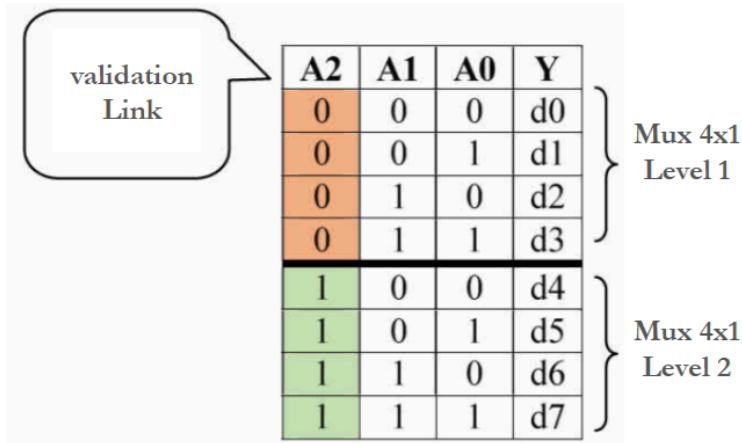 validation
Link
A2 A1 A0 Y
0 0 0 d0
0 0 1 d1
0 1 0 d2
0 1 1 d3
1 0 0 d4
1 0 1 d5
1 1 0 d6
1 1 1 d7
Mux 4x1
Level 1
Mux 4x1
Level 2